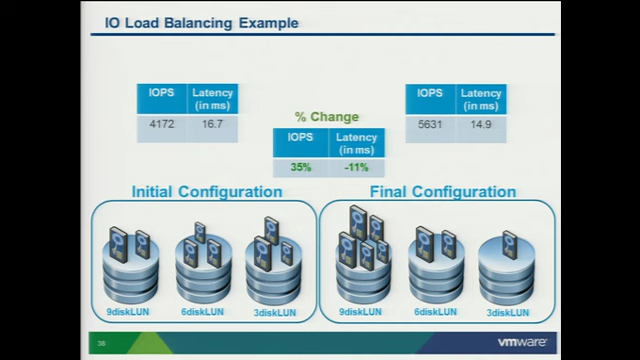 IO Load Balancing Example
IOPS Latency (in ms)
4172 16.7
IOPS Latency (in ms)
5631 14.9
% Change
IOPS Latency (in ms)
35% -11%
Initial Configuration
Final Configuration
9diskLUN 6diskLUN 3diskLUN
9diskLUN 6diskLUN 3diskLUN
38
vmware